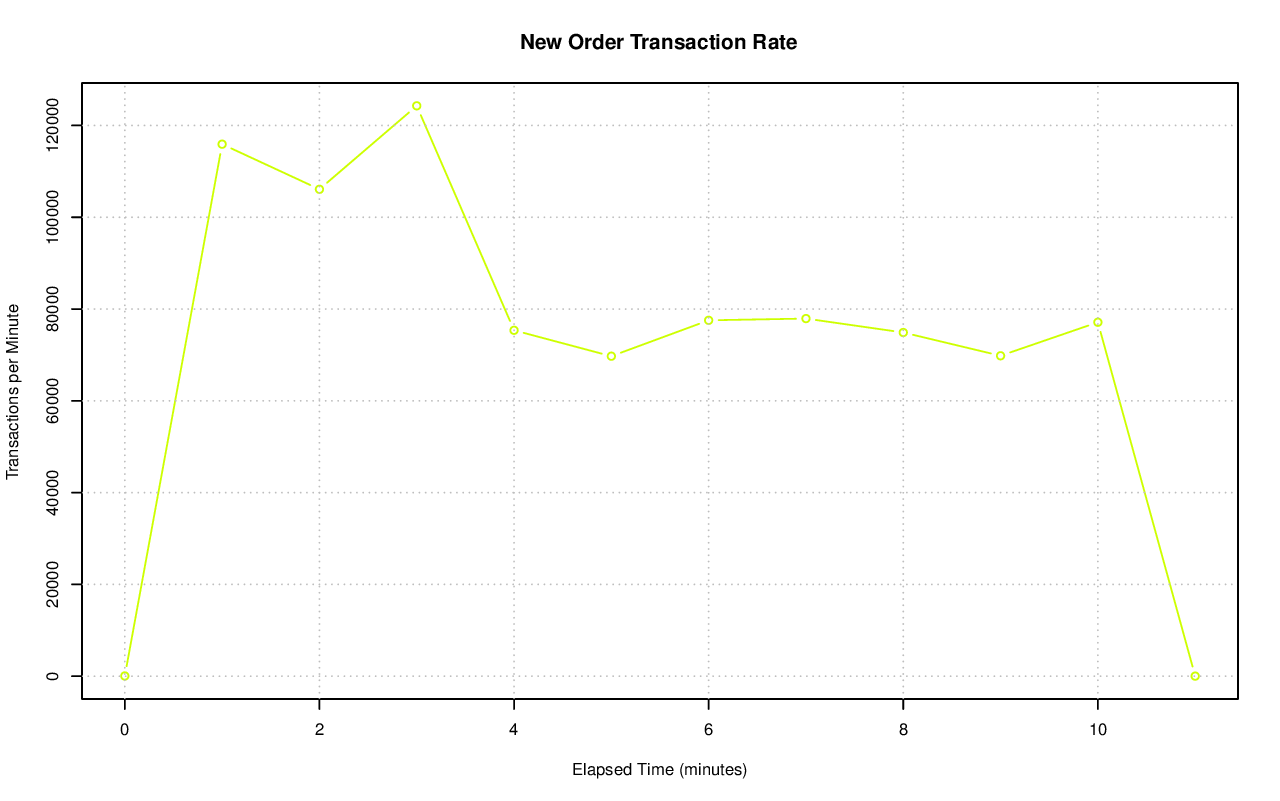 New Order Transaction Rate
Transactions per Minute
120000
100000
80000
60000
40000
20000
0
0 2 4 6 8 10
Elapsed Time (minutes)